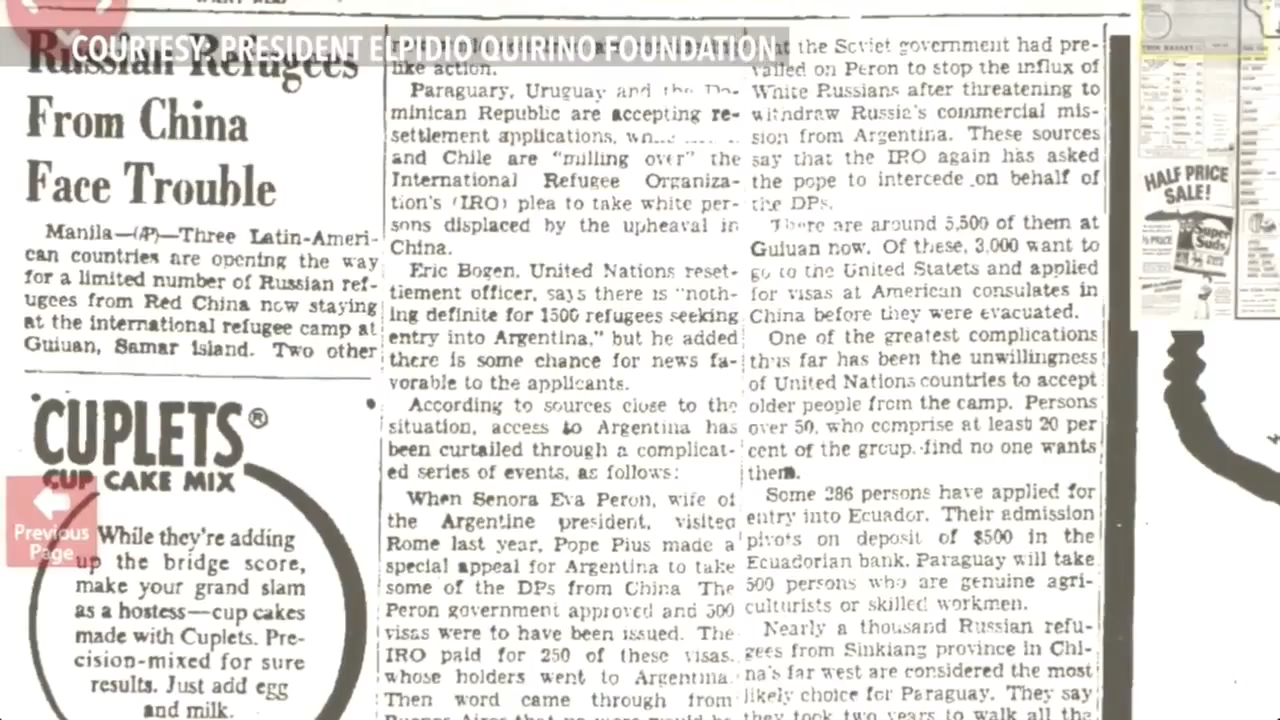 COURTESY: PRESIDENT ELPIDIO QUIRINO FOUNDATION
Russian Refugees
From China
Face Trouble
Manila—(AP)—Three Latin-Ameri-
can countries are opening the way
for a limited number of Russian ref-
ugees from Red China now staying
at the international refugee camp at
Guiuan, Samar island. Two other
CUPLETS®
CUP CAKE MIX
While they're adding
up the bridge score,
make your grand slam
as a hostess—cup cakes
made with Cuplets. Pre-
cision-mixed for sure
results. Just add egg
and milk.
Previous
Page
like action.
Paraguary, Uruguay and the Do-
minican Republc are accepting re-
settlement applications,
and Chile are "milling over" the
International Refugee Organiza-
tion's (IRO) plea to take white per-
sons displaced by the upheaval in
China.
Eric Bogen, United Nations reset-
tlement officer, says there is "noth-
ing definite for 1500 refugees seeking
entry into Argentina," but he added
there is some chance for news fa-
vorable to the applicants.
According to sources close to the
situation, access to Argentina has
been curtailed through a complicat-
ed series of events, as follows:
When Senora Eva Peron, wife of
the Argentine president, visited
Rome last year, Pope Pius made a
special appeal for Argentina to take
some of the DPs from China The
Peron government approved and 500
visas were to have been issued. The
IRO paid for 250 of these visas,
whose holders went to Argentina.
Then word came through from
the Soviet government had pre-
vailed on Peron to stop the influx of
White Russians after threatening to
withdraw Russia's commercial mis-
sion from Argentina. These sources
say that the IRO again has asked
the pope to intercede on behalf of
the DPs.
There are around 5,500 of them at
Guiuan now. Of these, 3,000 want to
go to the United Statets and applied
for visas at American consulates in
China before they were evacuated.
One of the greatest complications
thus far has been the unwillingness
of United Nations countries to accept
older people from the camp. Persons
over 50, who comprise at least 20 per
cent of the group, find no one wants
them.
Some 286 persons have applied for
entry into Ecuador. Their admission
pivots on deposit of $500 in the
Ecuadorian bank. Paraguay will take
500 persons who are genuine agri-
culturists or skilled workmen.
Nearly a thousand Russian refu-
gees from Sinkiang province in Chi-
na's far west are considered the most
likely choice for Paraguay. They say
they took two years to walk all the
HALF PRICE
SALE!
½ PRICE
Super
Suds